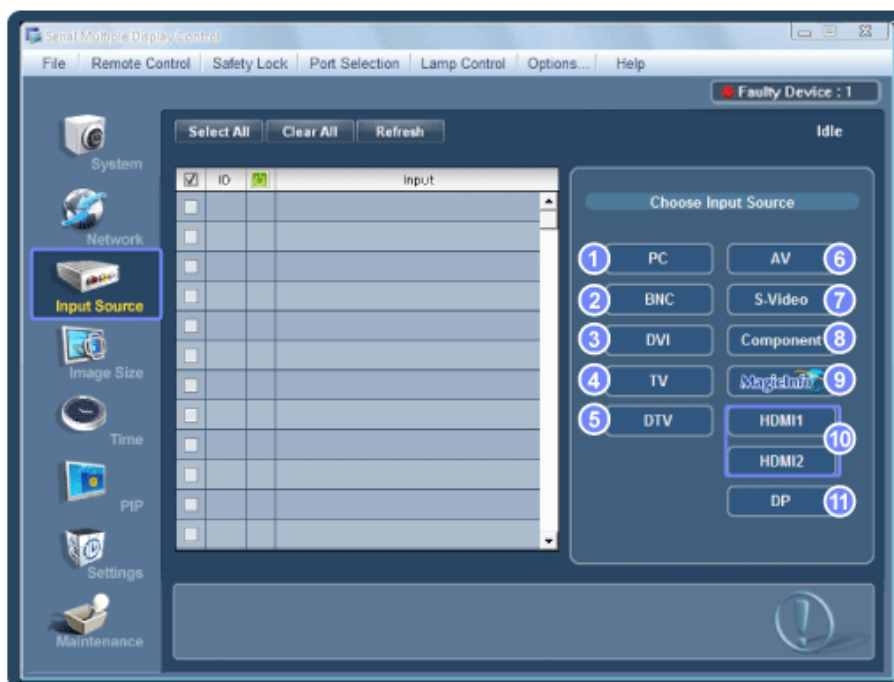 Serial Multiple Display Control
File Remote Control Safety Lock Port Selection Lamp Control Options... Help
Faulty Device : 1
Select All Clear All Refresh Idle
System
Network
Input Source
Image Size
Time
PIP
Settings
Maintenance
ID Input
Choose Input Source
1 PC AV 6
2 BNC S-Video 7
3 DVI Component 8
4 TV MagicInfo 9
5 DTV HDMI1
10
HDMI2
DP 11